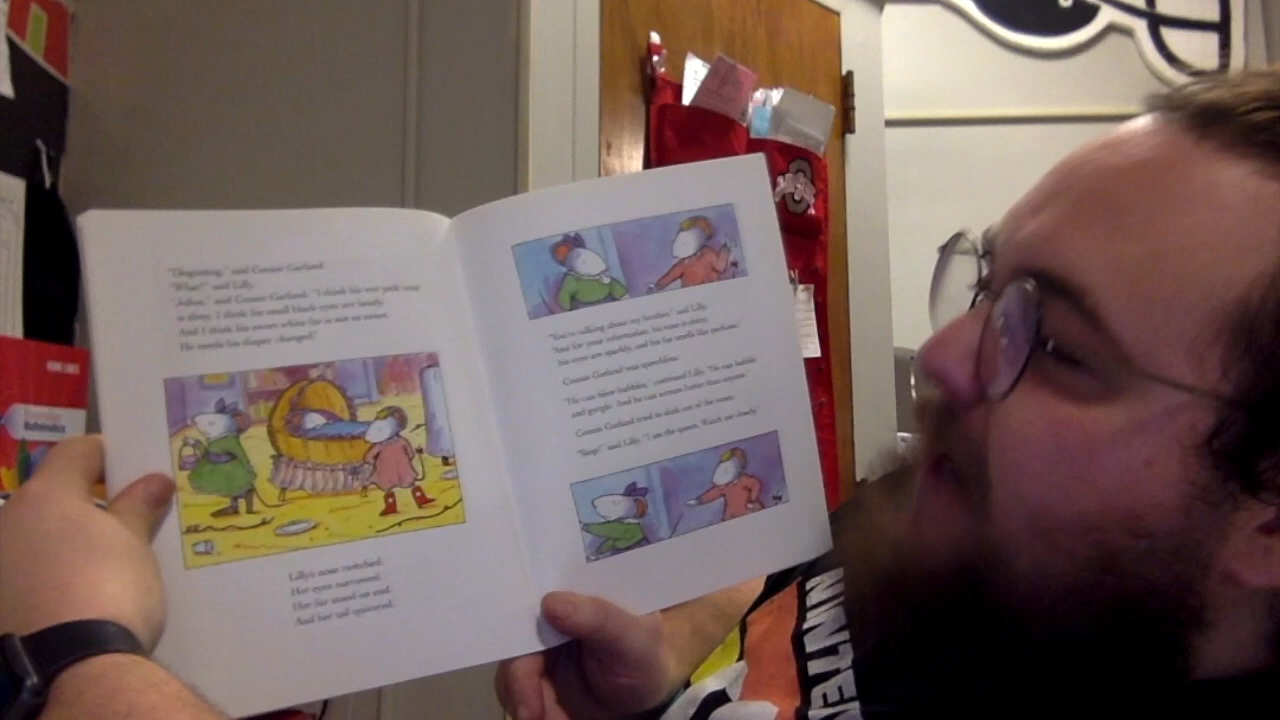 "Disgusting," said Cousin Garland.
"What?" said Lilly.
"Julius," said Cousin Garland. "I think his wet pink nose
is slimy. I think his small black eyes are beady.
And I think his sweet white fur is not so sweet.
He needs his diaper changed."
Lilly's nose twitched.
Her eyes narrowed.
Her fur stood on end.
And her tail quivered.
"You're talking about my brother," said Lilly.
"And for your information, his nose is shiny,
his eyes are sparkly, and his fur smells like perfume."
Cousin Garland was speechless.
"He can blow bubbles," continued Lilly. "He can babble
and gurgle. And he can scream better than anyone."
Cousin Garland tried to slink out of the room.
"Stop!" said Lilly. "I am the queen. Watch me closely!
Mathematics
NINTEN